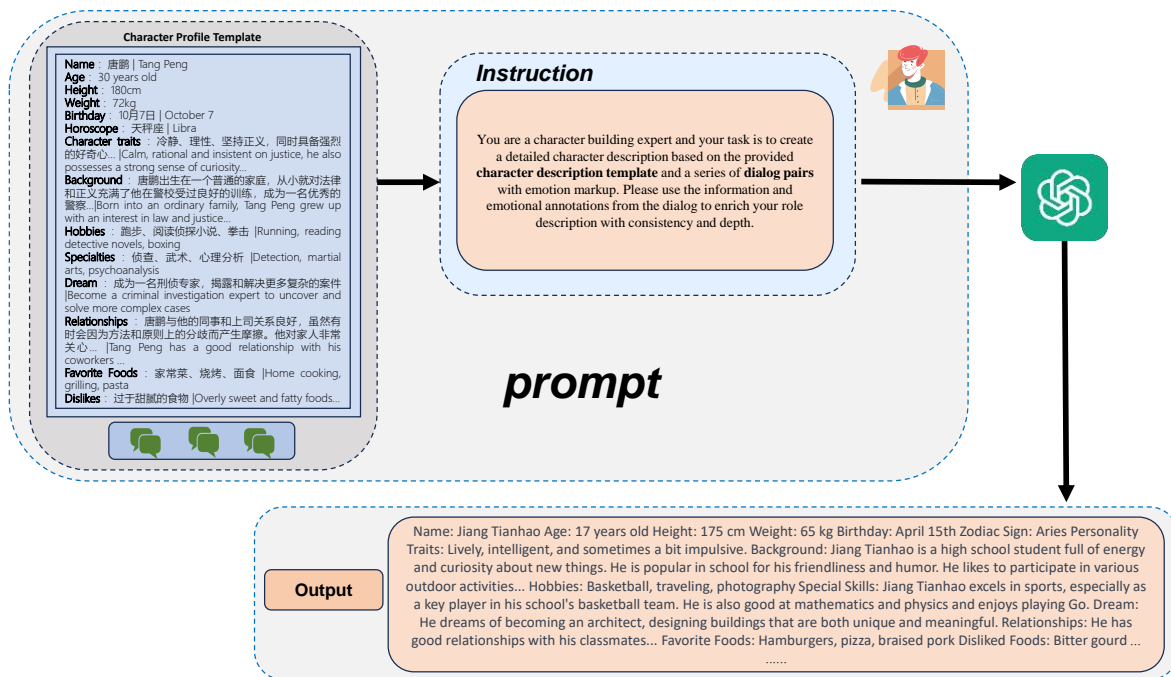 Character Profile Template
Name : 唐鹏 | Tang Peng
Age : 30 years old
Height : 180cm
Weight : 72kg
Birthday : 10月7日 | October 7
Horoscope : 天秤座 | Libra
Character traits : 冷静、理性、坚持正义，同时具备强烈
的好奇心... |Calm, rational and insistent on justice, he also
possesses a strong sense of curiosity...
Background : 唐鹏出生在一个普通的家庭，从小就对法律
和正义充满了他在警校受过良好的训练，成为一名优秀的
警察...|Born into an ordinary family, Tang Peng grew up
with an interest in law and justice...
Hobbies : 跑步、阅读侦探小说、拳击 |Running, reading
detective novels, boxing
Specialties : 侦查、武术、心理分析 |Detection, martial
arts, psychoanalysis
Dream : 成为一名刑侦专家，揭露和解决更多复杂的案件
|Become a criminal investigation expert to uncover and
solve more complex cases
Relationships : 唐鹏与他的同事和上司关系良好，虽然有
时会因为方法和原则上的分歧而产生摩擦。他对家人非常
关心... |Tang Peng has a good relationship with his
coworkers ...
Favorite Foods : 家常菜、烧烤、面食 |Home cooking,
grilling, pasta
Dislikes : 过于甜腻的食物 |Overly sweet and fatty foods...
Instruction
You are a character building expert and your task is to create
a detailed character description based on the provided
character description template and a series of dialog pairs
with emotion markup. Please use the information and
emotional annotations from the dialog to enrich your role
description with consistency and depth.
prompt
Output
Name: Jiang Tianhao Age: 17 years old Height: 175 cm Weight: 65 kg Birthday: April 15th Zodiac Sign: Aries Personality
Traits: Lively, intelligent, and sometimes a bit impulsive. Background: Jiang Tianhao is a high school student full of energy
and curiosity about new things. He is popular in school for his friendliness and humor. He likes to participate in various
outdoor activities... Hobbies: Basketball, traveling, photography Special Skills: Jiang Tianhao excels in sports, especially as
a key player in his school's basketball team. He is also good at mathematics and physics and enjoys playing Go. Dream:
He dreams of becoming an architect, designing buildings that are both unique and meaningful. Relationships: He has
good relationships with his classmates... Favorite Foods: Hamburgers, pizza, braised pork Disliked Foods: Bitter gourd ...
......